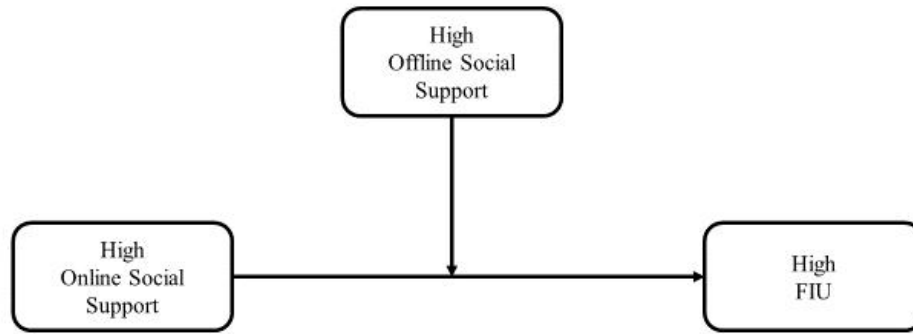 High
Offline Social
Support
High
Online Social
Support
High
FIU